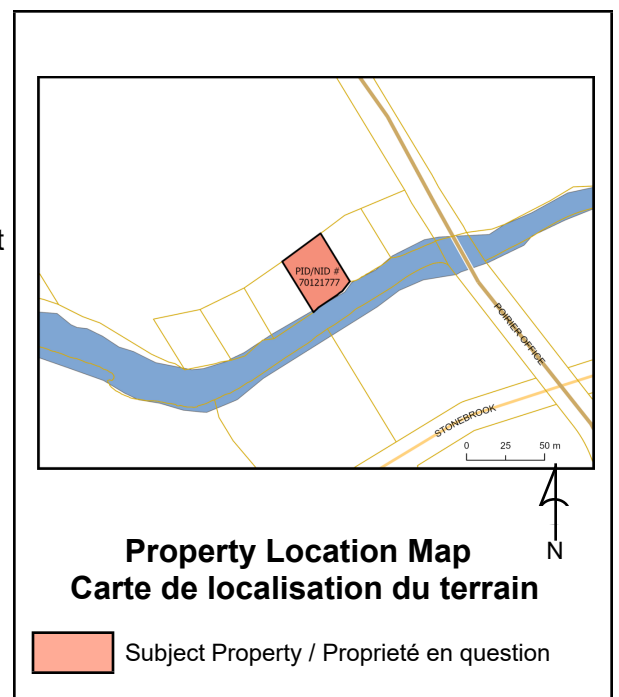 t
PID/NID #
70121777
POIRIER OFFICE
STONEBROOK
0 25 50 m
N
Property Location Map
Carte de localisation du terrain
Subject Property / Proprieté en question